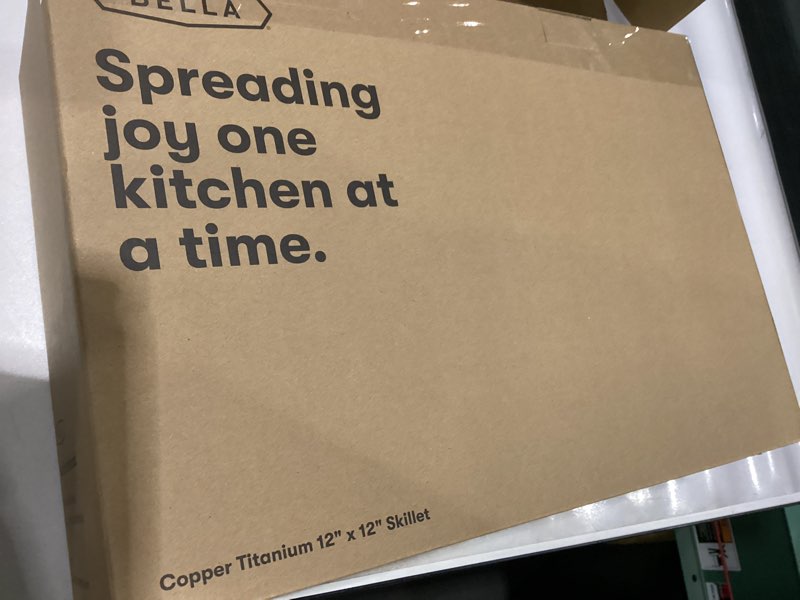 BELLA
Spreading
joy one
kitchen at
a time.
Copper Titanium 12" x 12" Skillet